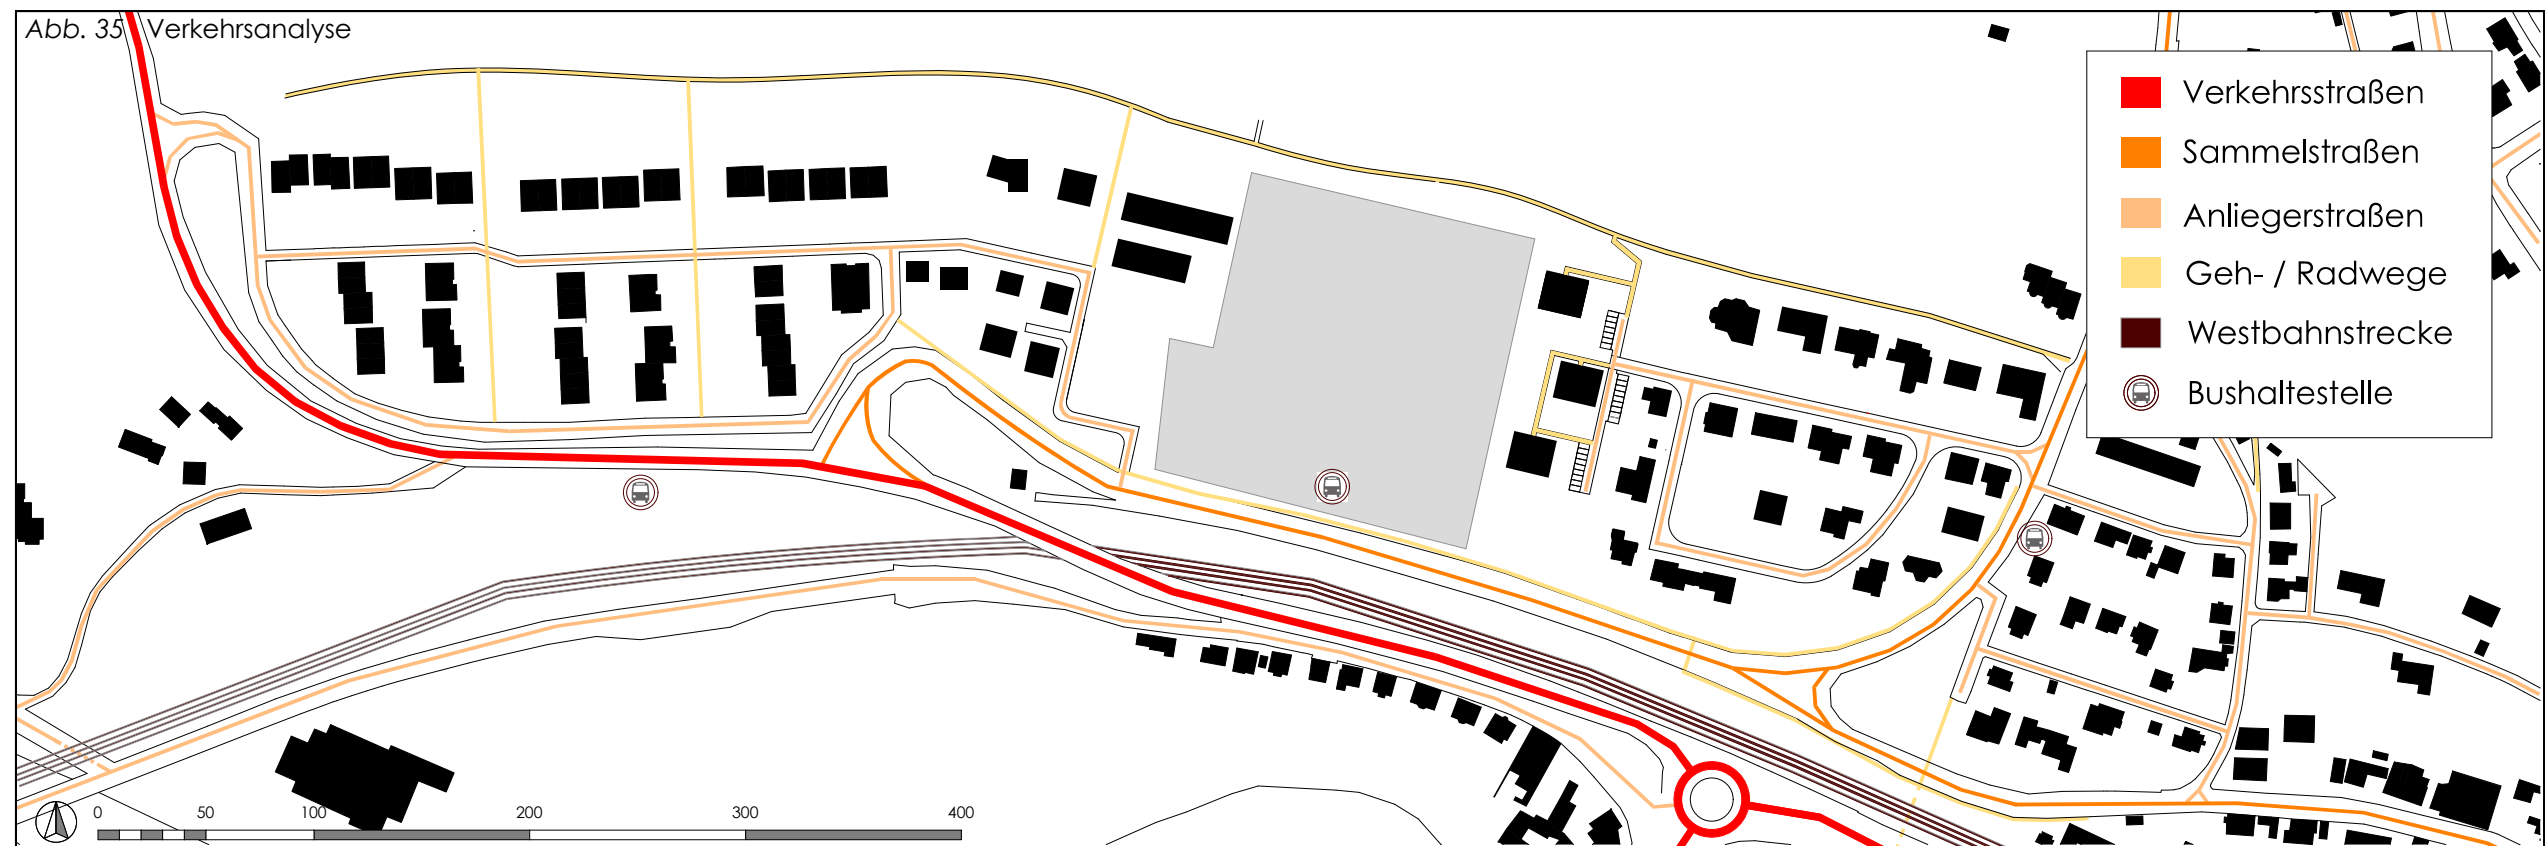 Abb. 35 Verkehrsanalyse
Verkehrsstraßen
Sammelstraßen
Anliegerstraßen
Geh- / Radwege
Westbahnstrecke
Bushaltestelle
0 50 100 200 300 400